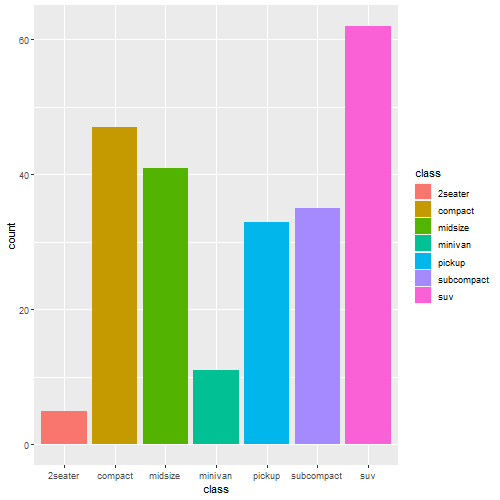 60
40
20
0
count
2seater compact midsize minivan pickup subcompact suv
class
class
2seater
compact
midsize
minivan
pickup
subcompact
suv